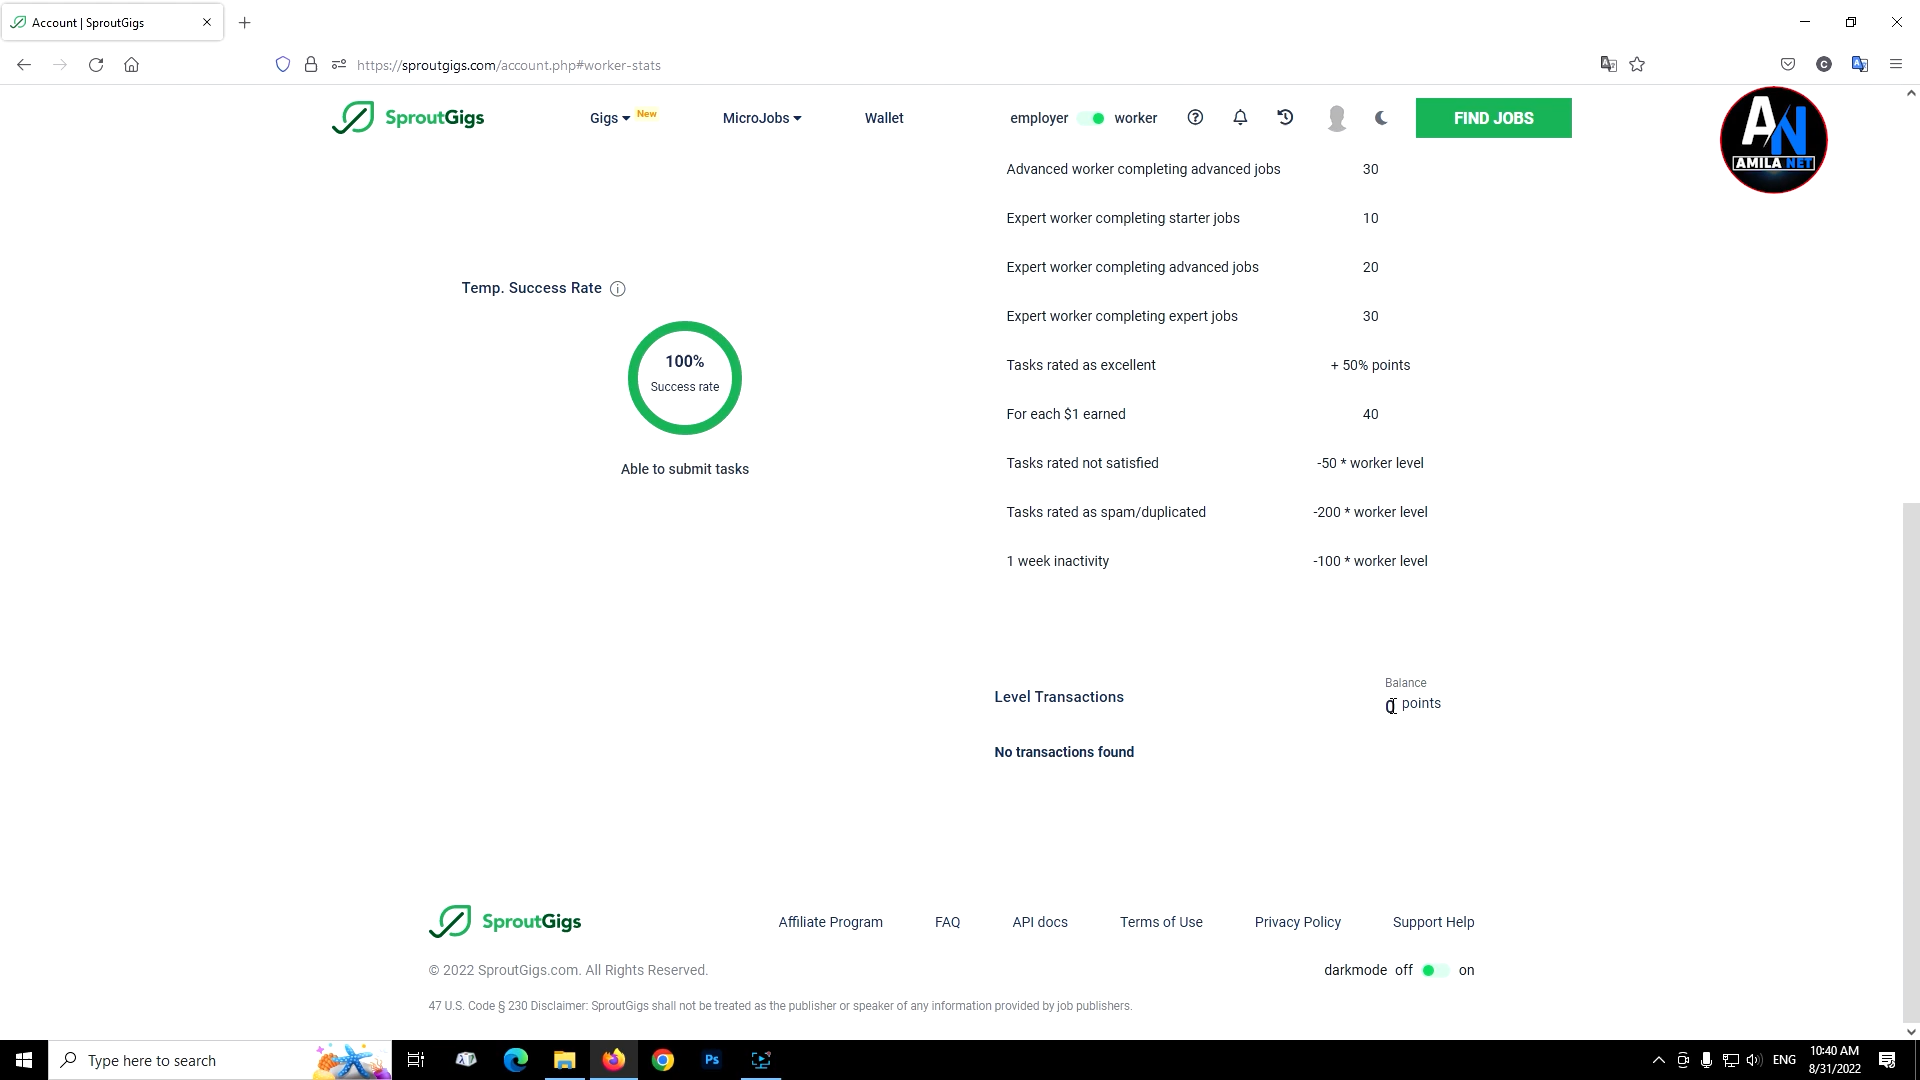 Account | SproutGigs
https://sproutgigs.com/account.php#worker-stats
SproutGigs
Gigs New
MicroJobs
Wallet
employer worker
FIND JOBS
AN
AMILA NET
Advanced worker completing advanced jobs 30
Expert worker completing starter jobs 10
Expert worker completing advanced jobs 20
Expert worker completing expert jobs 30
Tasks rated as excellent + 50% points
For each $1 earned 40
Tasks rated not satisfied -50 * worker level
Tasks rated as spam/duplicated -200 * worker level
1 week inactivity -100 * worker level
Temp. Success Rate
100%
Success rate
Able to submit tasks
Level Transactions
Balance
0 points
No transactions found
SproutGigs
Affiliate Program FAQ API docs Terms of Use Privacy Policy Support Help
© 2022 SproutGigs.com. All Rights Reserved.
darkmode off on
47 U.S. Code § 230 Disclaimer: SproutGigs shall not be treated as the publisher or speaker of any information provided by job publishers.
Type here to search
Ps
ENG
10:40 AM
8/31/2022